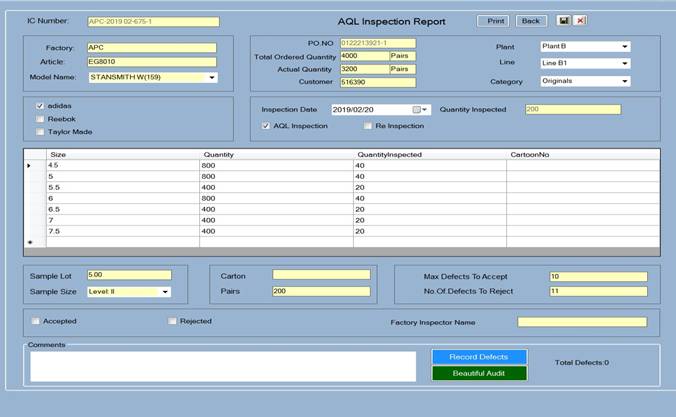 IC Number: APC-2019 02-675-1 AQL Inspection Report Print Back
Factory: APC
Article: EG8010
Model Name: STANSMITH W(159)
PO.NO 0122213921-1
Total Ordered Quantity 4000 Pairs
Actual Quantity 3200 Pairs
Customer 516390
Plant Plant B
Line Line B1
Category Originals
adidas
Reebok
Taylor Made
Inspection Date 2019/02/20 Quantity Inspected 200
AQL Inspection Re Inspection
Size Quantity QuantityInspected CartoonNo
4.5 800 40
5 800 40
5.5 400 20
6 800 40
6.5 400 20
7 400 20
7.5 400 20
Sample Lot 5.00
Sample Size Level: II
Carton
Pairs 200
Max Defects To Accept 10
No.Of.Defects To Reject 11
Accepted Rejected Factory Inspector Name
Comments
Record Defects
Beautiful Audit
Total Defects:0